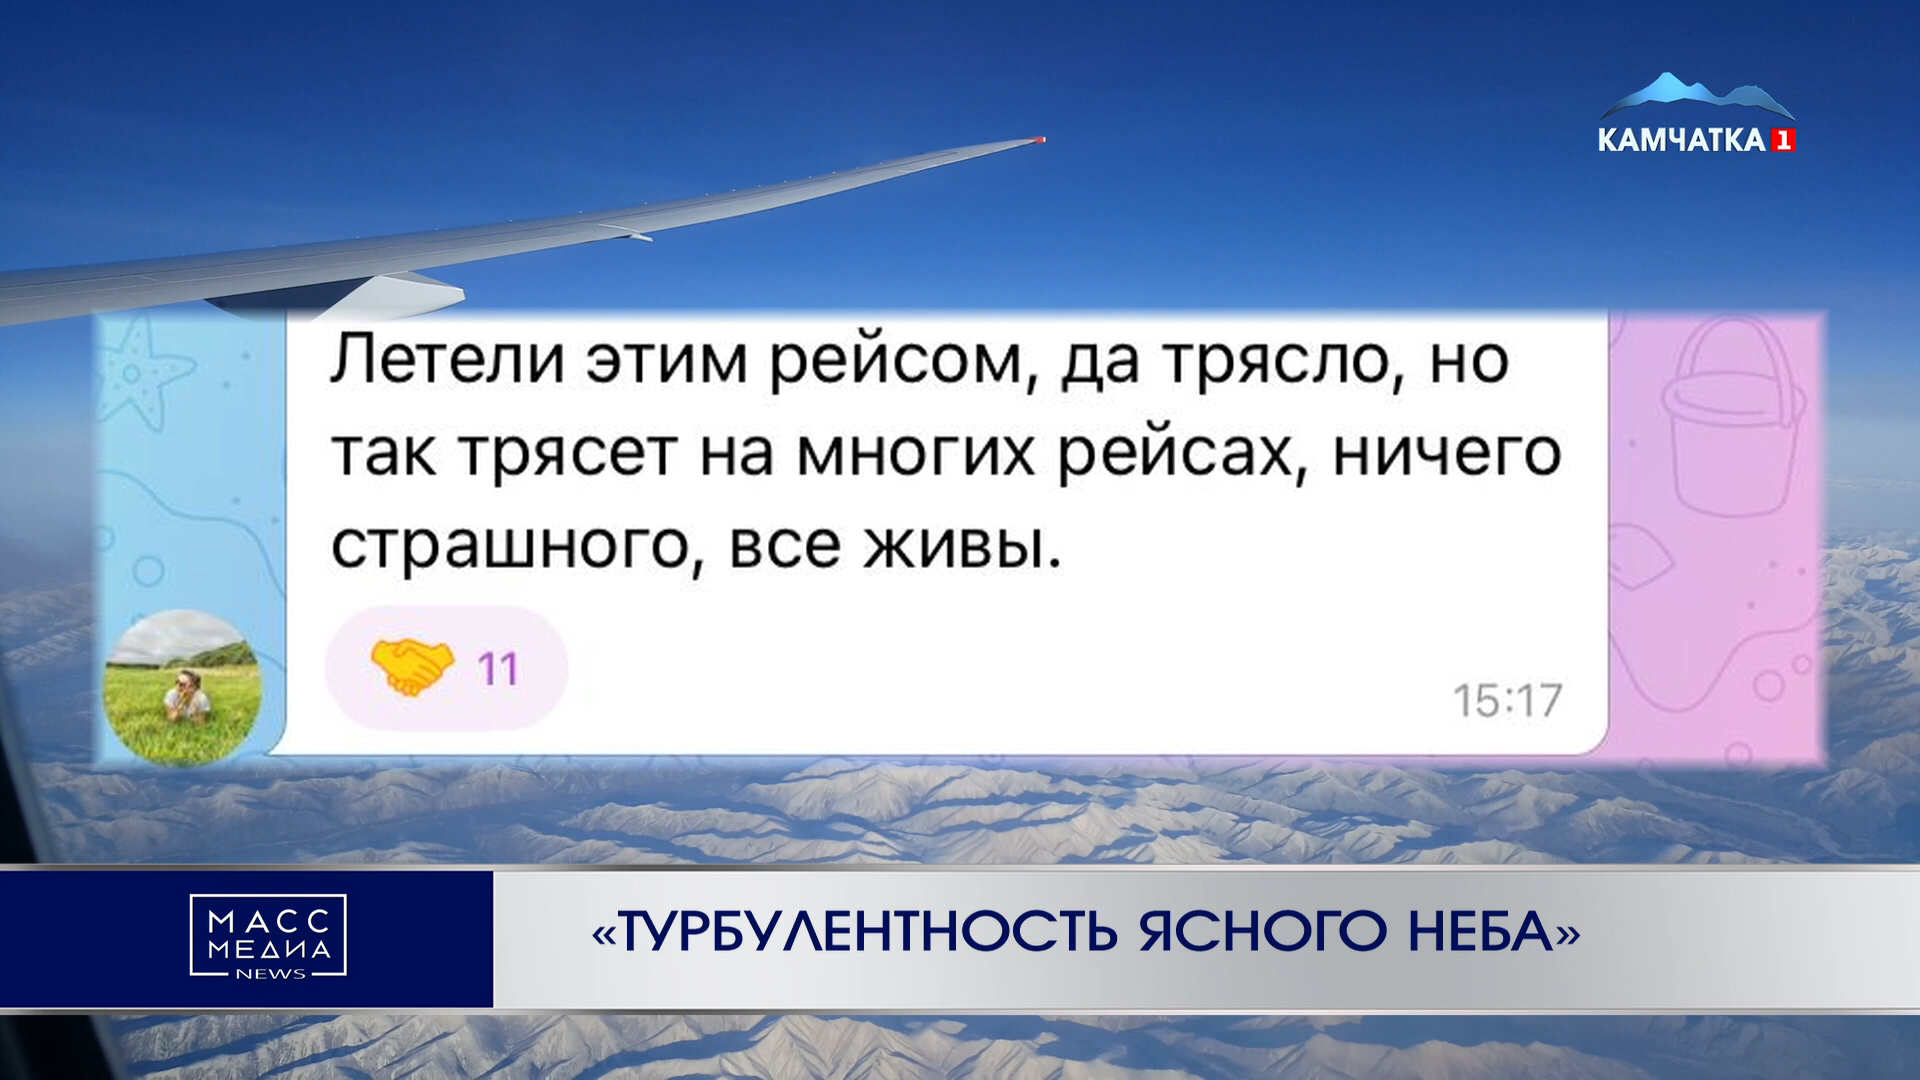 КАМЧАТКА 1
Летели этим рейсом, да трясло, но
так трясет на многих рейсах, ничего
страшного, все живы.
11
15:17
МАСС
МЕДИА
NEWS
«ТУРБУЛЕНТНОСТЬ ЯСНОГО НЕБА»